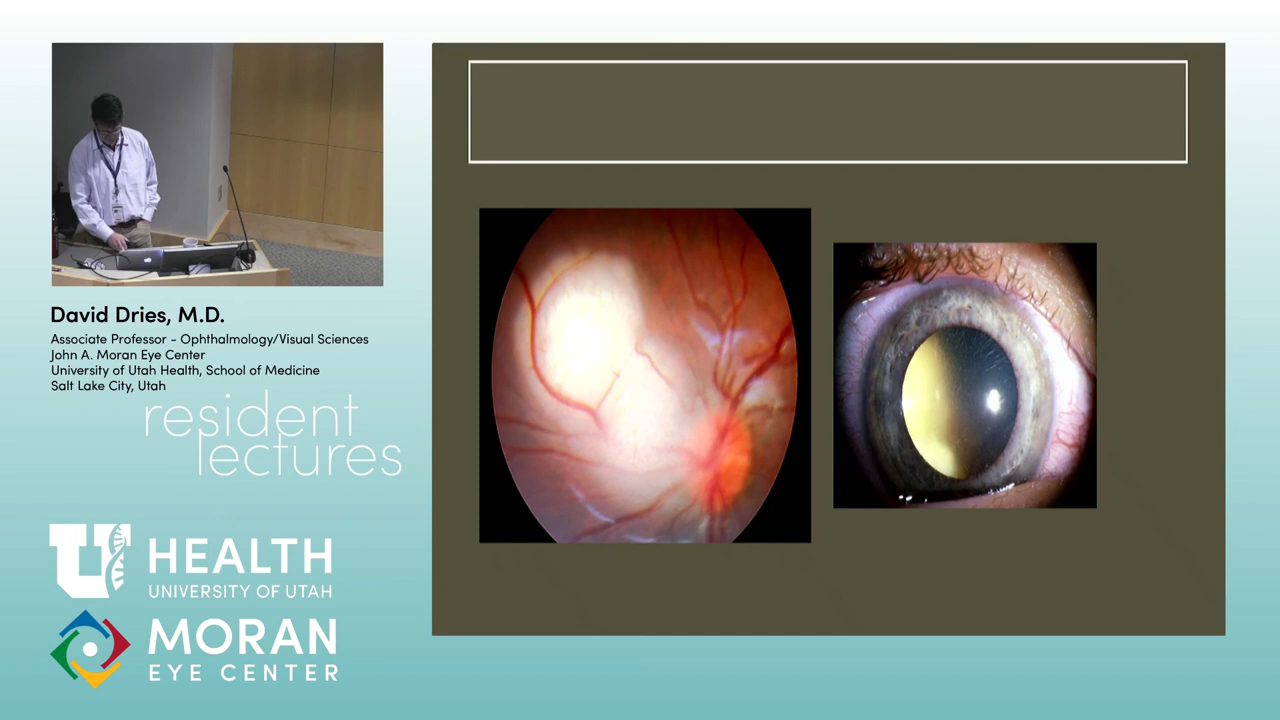 David Dries, M.D.
Associate Professor - Ophthalmology/Visual Sciences
John A. Moran Eye Center
University of Utah Health, School of Medicine
Salt Lake City, Utah
resident
lectures
U HEALTH
UNIVERSITY OF UTAH
MORAN
EYE CENTER